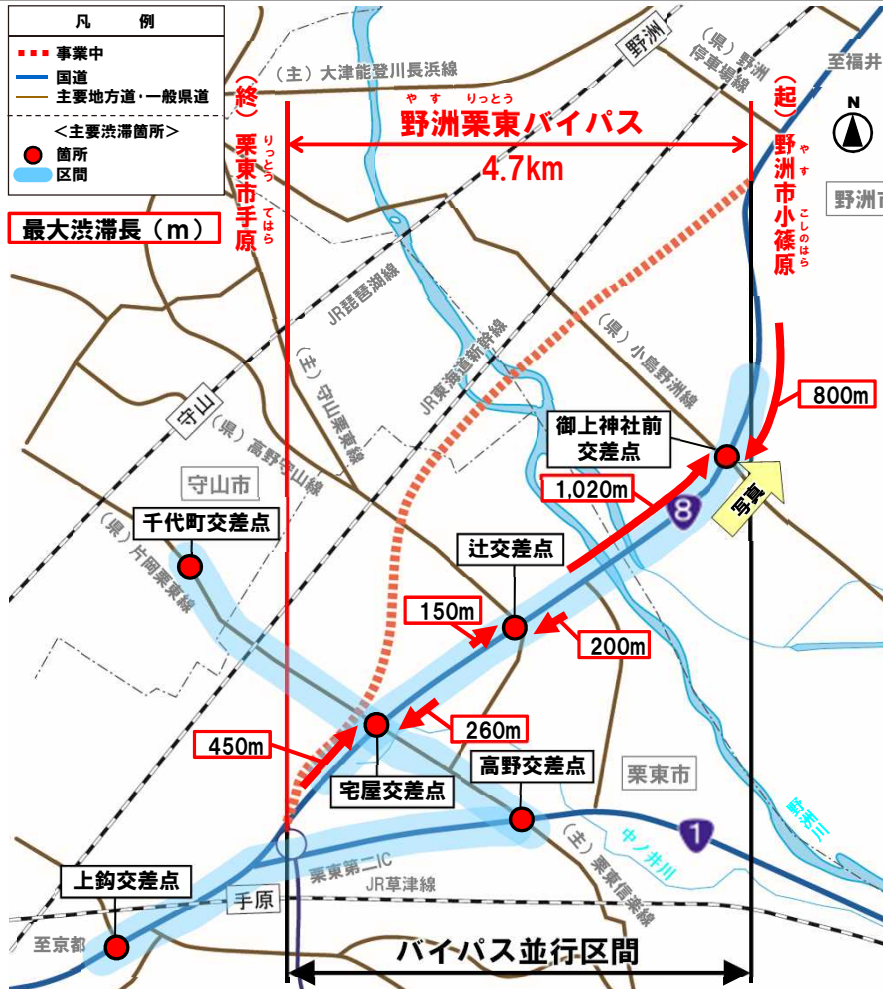 凡 例
事業中
国道
主要地方道・一般県道
<主要渋滞箇所>
箇所
区間
最大渋滞長（m）
（終）栗東市手原
りっとう てはら
やす りっとう
野洲栗東バイパス
4.7km
（起）野洲市小篠原
やす こしのはら
N
至福井
野洲市
野洲
（県）野洲
停車場線
（主）大津能登川長浜線
JR琵琶湖線
JR東海道新幹線
（主）守山栗東線
（県）小島野洲線
守山
（県）高野守山線
守山市
（県）片岡栗東線
千代町交差点
御上神社前
交差点
800m
1,020m
写真
8
辻交差点
150m
200m
260m
450m
宅屋交差点
高野交差点
栗東市
野洲川
中ノ井川
1
（主）栗東信楽線
上鈎交差点
栗東第二IC
JR草津線
手原
至京都
バイパス並行区間